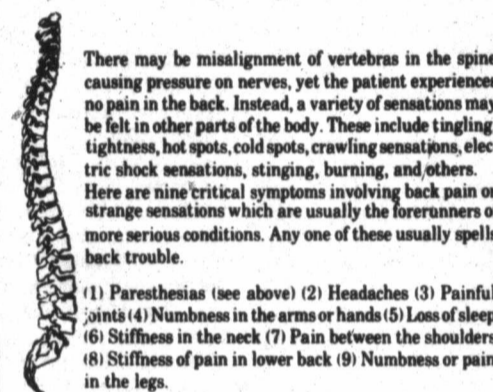 There may be misalignment of vertebras in the spine
causing pressure on nerves, yet the patient experiences
no pain in the back. Instead, a variety of sensations may
be felt in other parts of the body. These include tingling,
tightness, hot spots, cold spots, crawling sensations, elec
tric shock sensations, stinging, burning, and others.
Here are nine critical symptoms involving back pain or
strange sensations which are usually the forerunners o
more serious conditions. Any one of these usually spells
back trouble.
(1) Paresthesias (see above) (2) Headaches (3) Painful
joints (4) Numbness in the arms or hands (5) Loss of sleep
(6) Stiffness in the neck (7) Pain between the shoulders
(8) Stiffness of pain in lower back (9) Numbness or pain
in the legs.